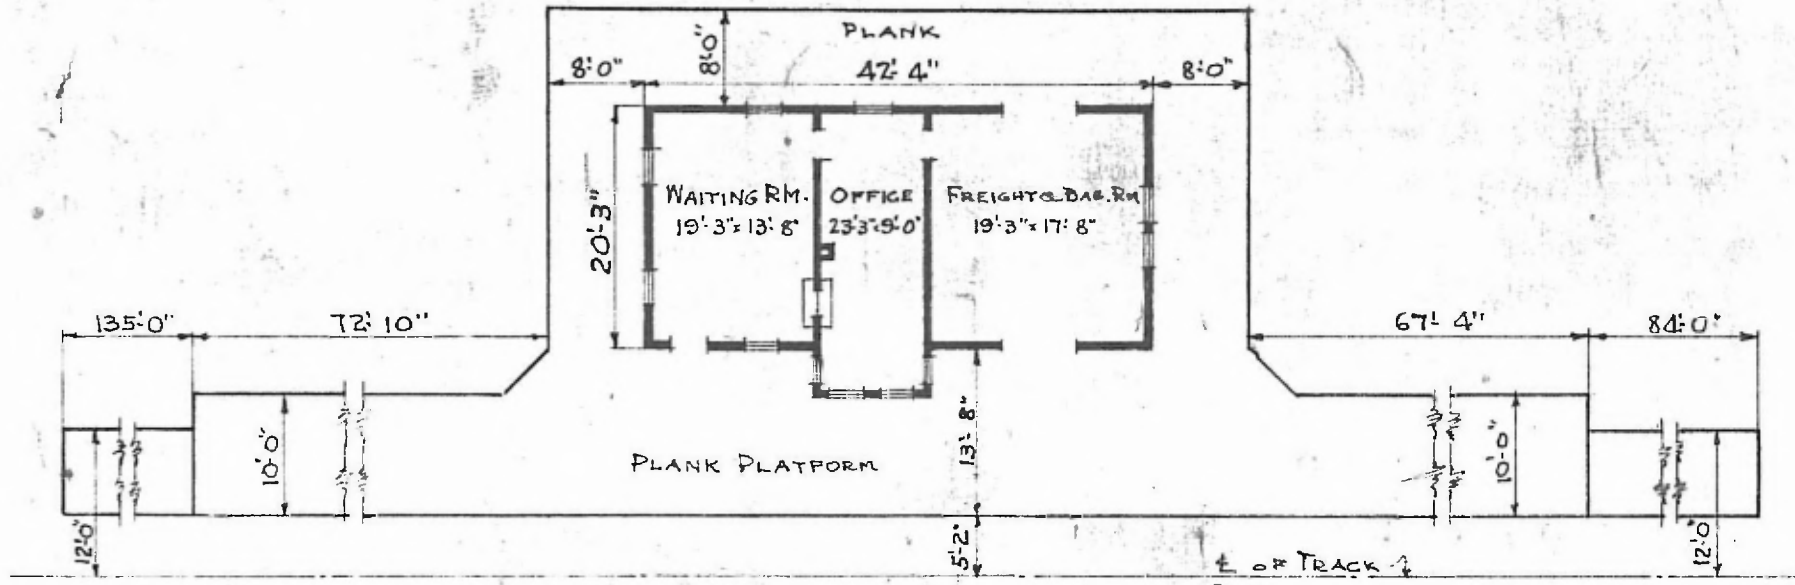 PLANK
8'-0"
8'-0"
42'-4"
8'-0"
20'-3"
WAITING RM.
19'-3" x 13'-8"
OFFICE
23'-3" x 9'-0"
FREIGHT & BAG. RM
19'-3" x 17'-8"
135'-0"
72'-10"
67'-4"
84'-0"
10'-0"
12'-0"
PLANK PLATFORM
13'-8"
5'-2"
10'-0"
12'-0"
℄ OF TRACK